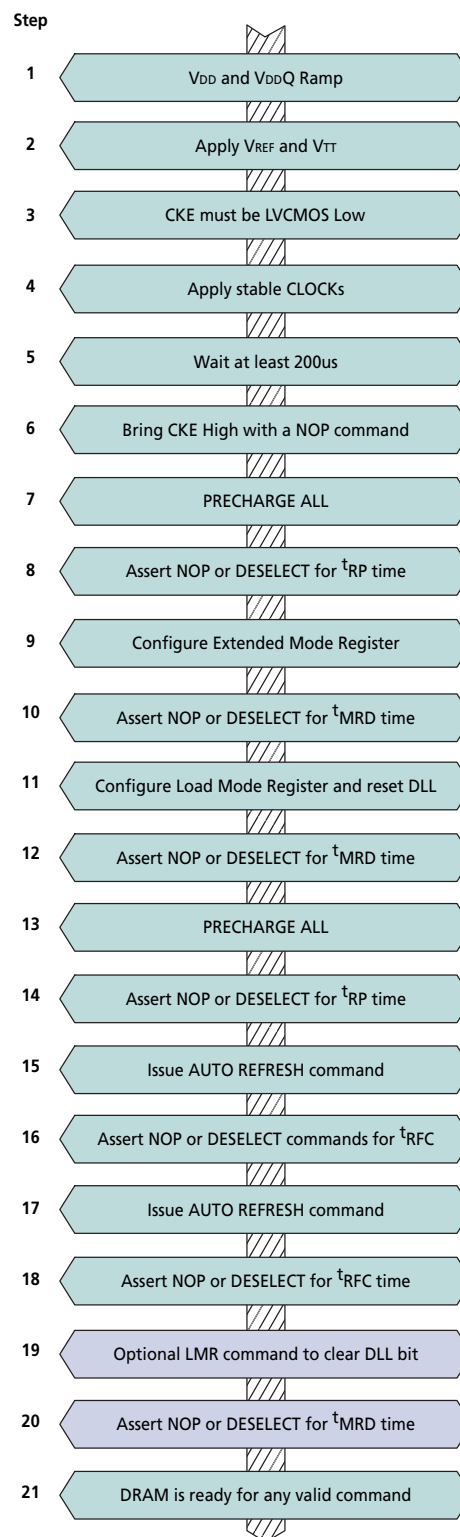 Step
1 VDD and VDDQ Ramp
2 Apply VREF and VTT
3 CKE must be LVCMOS Low
4 Apply stable CLOCKs
5 Wait at least 200us
6 Bring CKE High with a NOP command
7 PRECHARGE ALL
8 Assert NOP or DESELECT for tRP time
9 Configure Extended Mode Register
10 Assert NOP or DESELECT for tMRD time
11 Configure Load Mode Register and reset DLL
12 Assert NOP or DESELECT for tMRD time
13 PRECHARGE ALL
14 Assert NOP or DESELECT for tRP time
15 Issue AUTO REFRESH command
16 Assert NOP or DESELECT commands for tRFC
17 Issue AUTO REFRESH command
18 Assert NOP or DESELECT for tRFC time
19 Optional LMR command to clear DLL bit
20 Assert NOP or DESELECT for tMRD time
21 DRAM is ready for any valid command